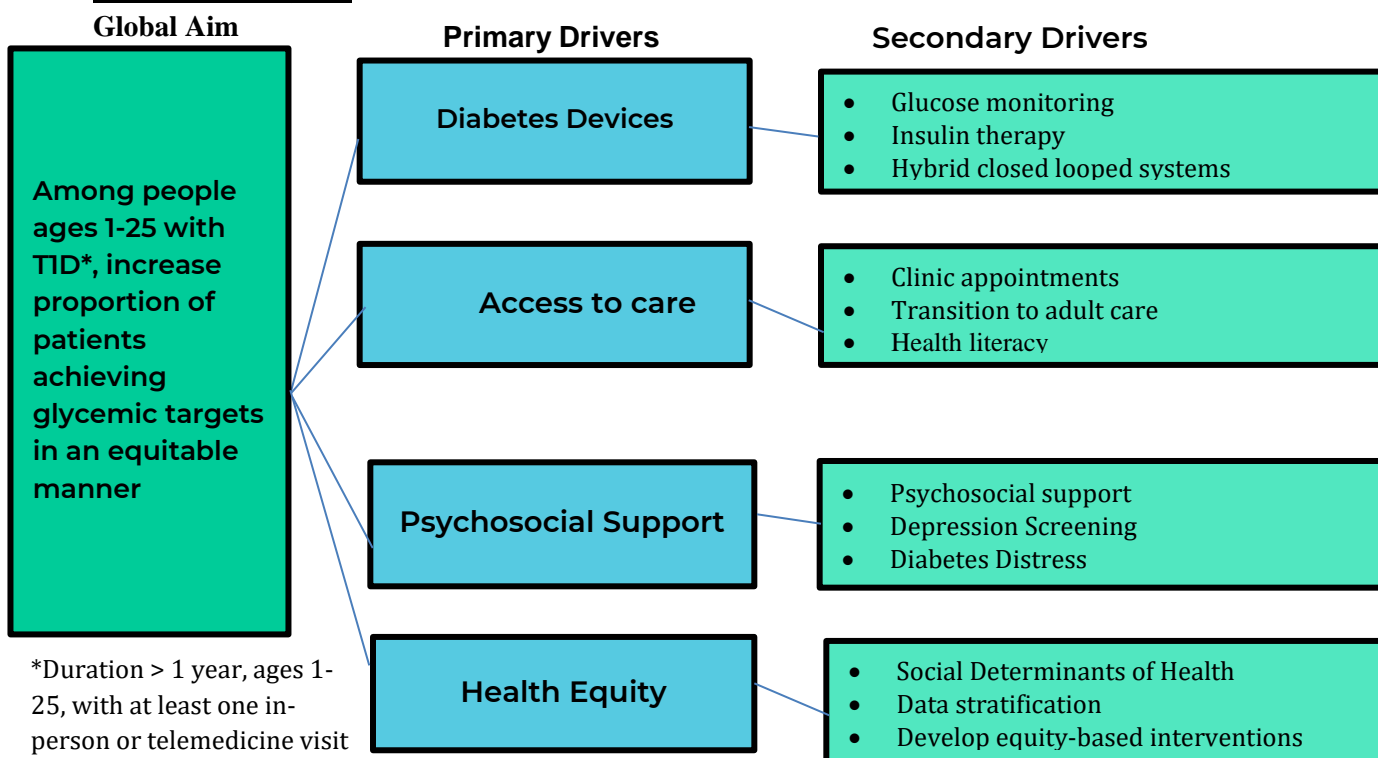 Global Aim
Primary Drivers
Secondary Drivers
Among people
ages 1-25 with
T1D*, increase
proportion of
patients
achieving
glycemic targets
in an equitable
manner
*Duration > 1 year, ages 1-
25, with at least one in-
person or telemedicine visit
Diabetes Devices
• Glucose monitoring
• Insulin therapy
• Hybrid closed looped systems
Access to care
• Clinic appointments
• Transition to adult care
• Health literacy
Psychosocial Support
• Psychosocial support
• Depression Screening
• Diabetes Distress
Health Equity
• Social Determinants of Health
• Data stratification
• Develop equity-based interventions